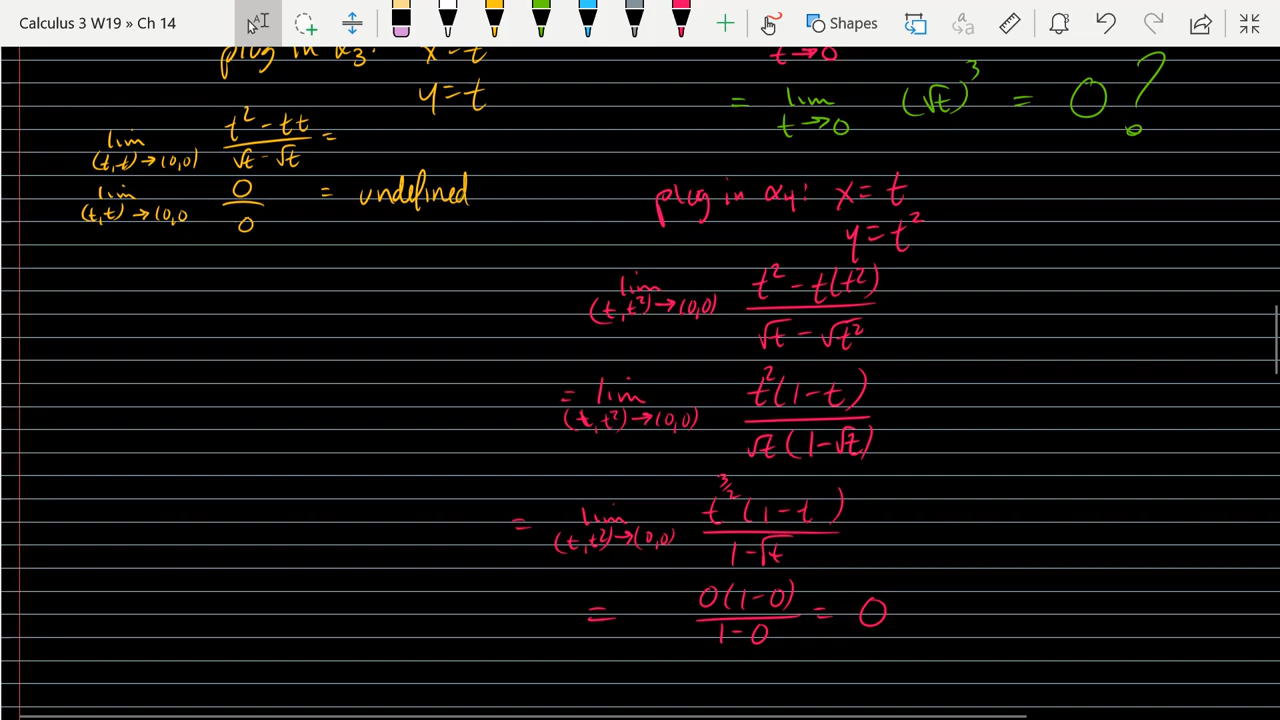 Calculus 3 W19 » Ch 14
Shapes
plug in α3: x = t
y = t
lim (t,t)→(0,0) t² - tt / √t - √t =
lim (t,t)→(0,0 0 / 0 = undefined
t→0
= lim t→0 (√t)³ = 0 ?
plug in α4: x = t
y = t²
lim (t,t²)→(0,0) t² - t(t²) / √t - √t²
= lim (t,t²)→(0,0) t²(1-t) / √t(1-√t)
= lim (t,t²)→(0,0) t^3/2 (1-t) / 1-√t
= 0(1-0) / 1-0 = 0